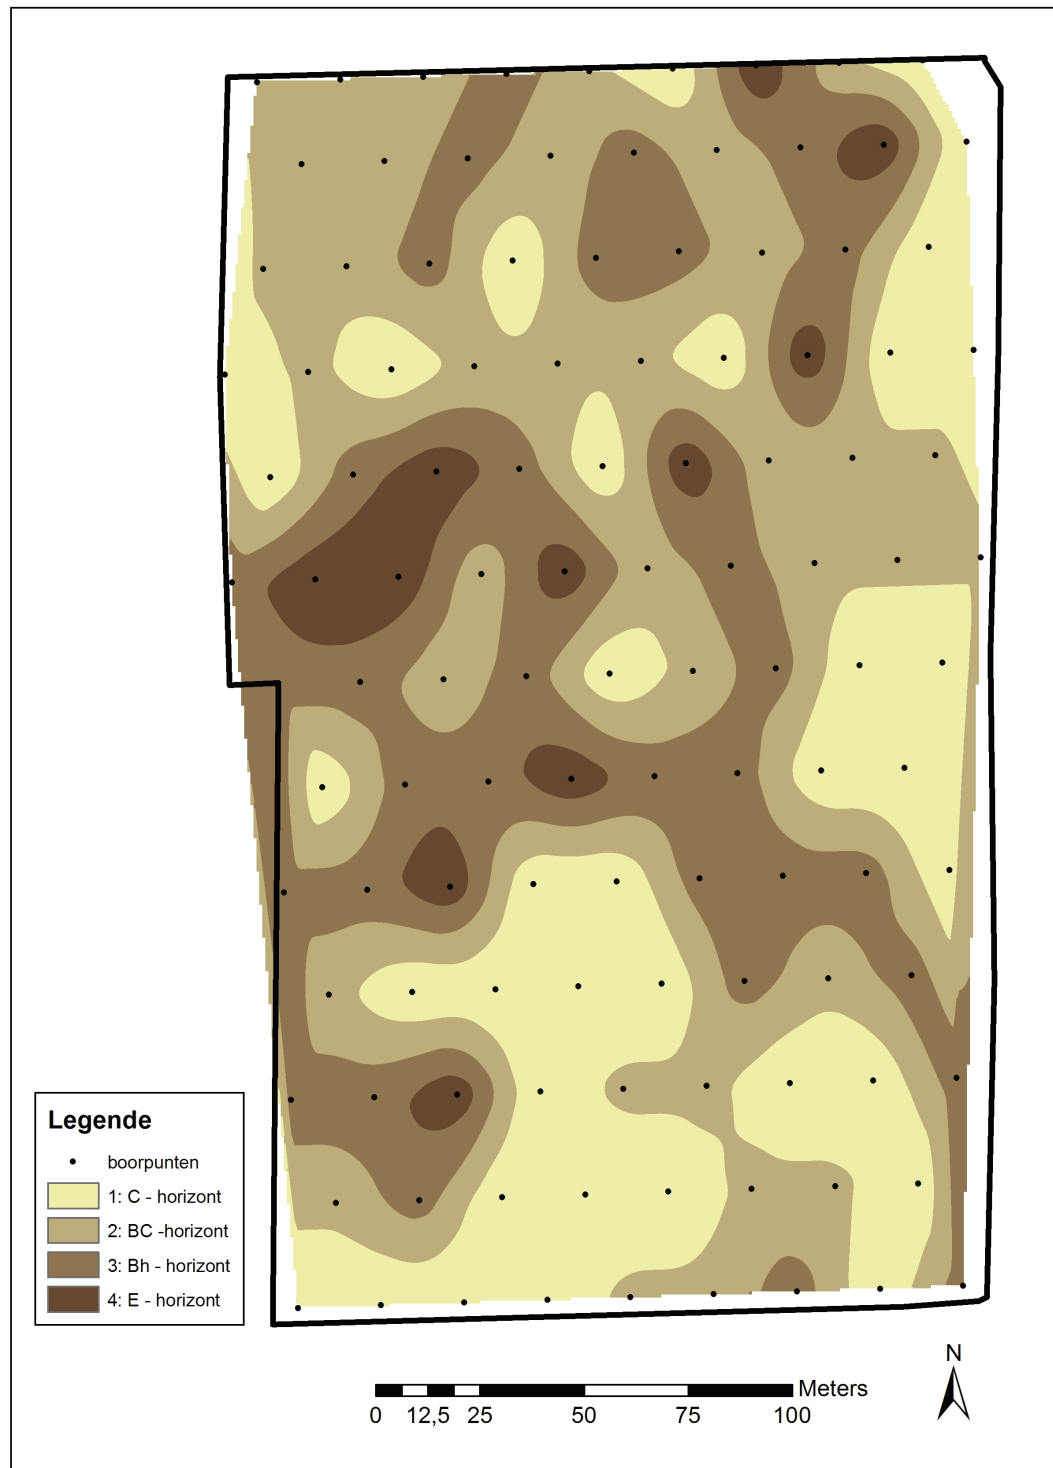 Legende
boorpunten
1: C - horizont
2: BC -horizont
3: Bh - horizont
4: E - horizont
N
Meters
0 12,5 25 50 75 100